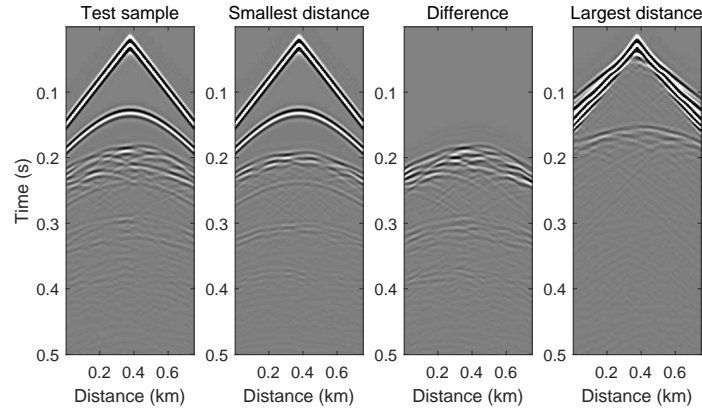 Test sample Smallest distance Difference Largest distance
0.1 0.1 0.1 0.1
0.2 0.2 0.2 0.2
Time (s)
0.3 0.3 0.3 0.3
0.4 0.4 0.4 0.4
0.5 0.5 0.5 0.5
0.2 0.4 0.6 0.2 0.4 0.6 0.2 0.4 0.6 0.2 0.4 0.6
Distance (km) Distance (km) Distance (km) Distance (km)